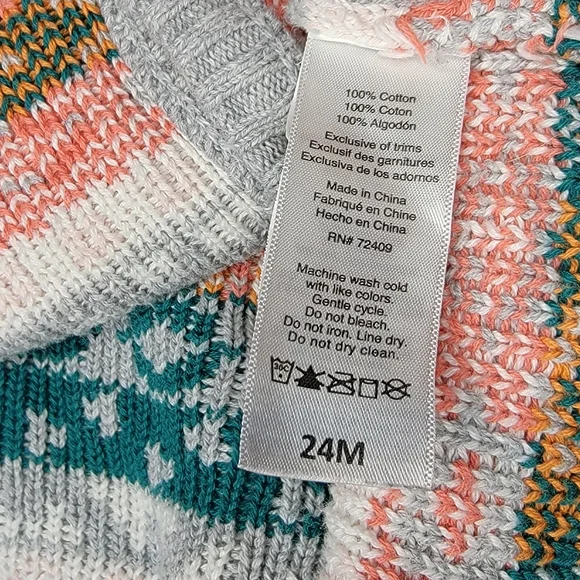 100% Cotton
100% Coton
100% Algodón
Exclusive of trims
Exclusif des garnitures
Exclusiva de los adornos
Made in China
Fabriqué en Chine
Hecho en China
RN# 72409
Machine wash cold
with like colors.
Gentle cycle.
Do not bleach.
Do not iron. Line dry.
Do not dry clean.
30C
24M